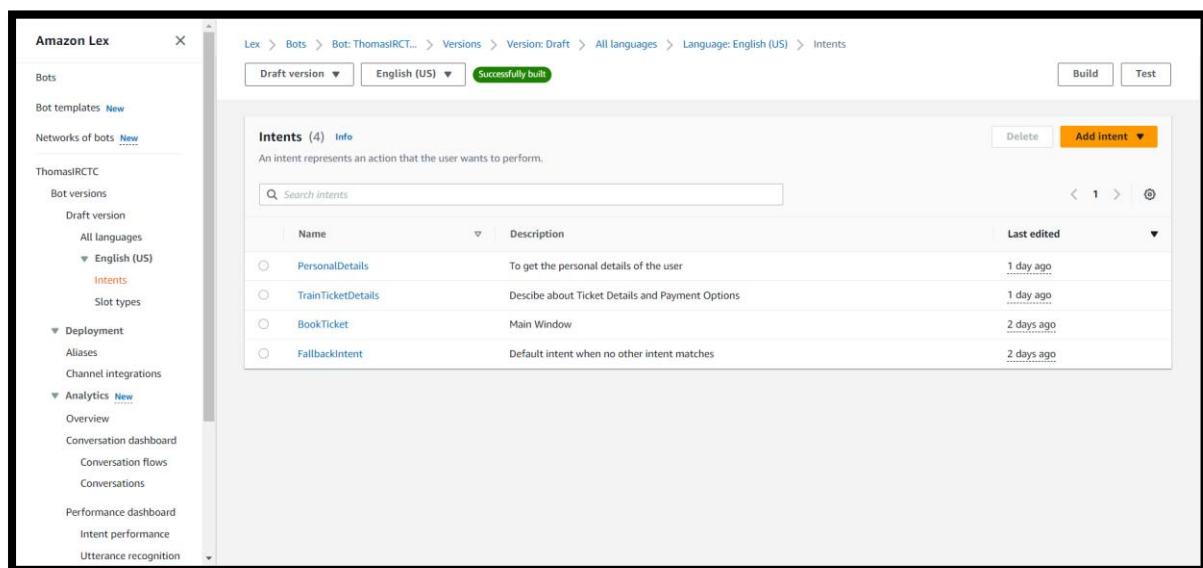 Amazon Lex
Bots
Bot templates New
Networks of bots New
ThomasIRCTC
Bot versions
Draft version
All languages
English (US)
Intents
Slot types
Deployment
Aliases
Channel integrations
Analytics New
Overview
Conversation dashboard
Conversation flows
Conversations
Performance dashboard
Intent performance
Utterance recognition
Lex > Bots > Bot: ThomasIRCT... > Versions > Version: Draft > All languages > Language: English (US) > Intents
Draft version English (US) Successfully built Build Test
Intents (4) Info Delete Add intent
An intent represents an action that the user wants to perform.
Search intents < 1 >
Name Description Last edited
PersonalDetails To get the personal details of the user 1 day ago
TrainTicketDetails Descibe about Ticket Details and Payment Options 1 day ago
BookTicket Main Window 2 days ago
FallbackIntent Default intent when no other intent matches 2 days ago